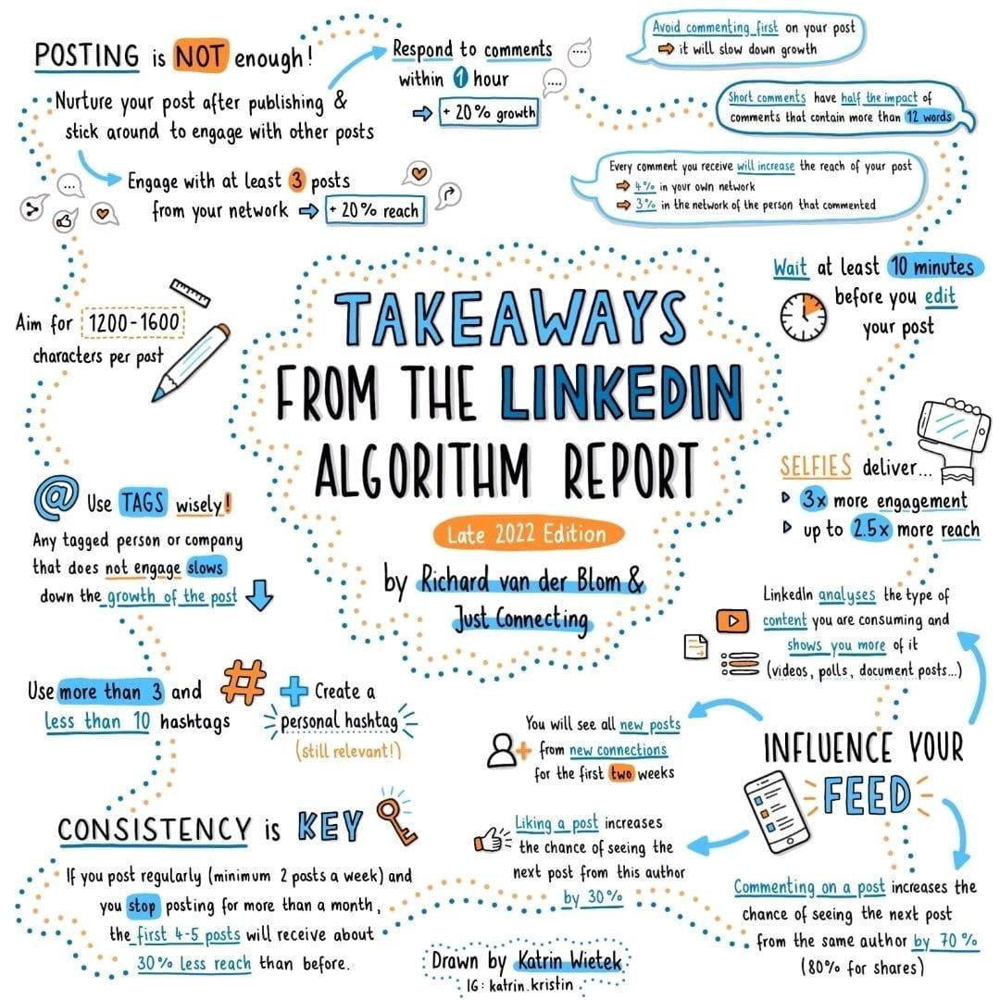 POSTING is NOT enough!
Nurture your post after publishing &
stick around to engage with other posts
Respond to comments
within 1 hour
+ 20% growth
Engage with at least 3 posts
from your network
+ 20% reach
Avoid commenting first on your post
it will slow down growth
Short comments have half the impact of
comments that contain more than 12 words
Every comment you receive will increase the reach of your post
4% in your own network
3% in the network of the person that commented
Wait at least 10 minutes
before you edit
your post
Aim for 1200-1600
characters per post
TAKEAWAYS
FROM THE LINKEDIN
ALGORITHM REPORT
Late 2022 Edition
by Richard van der Blom &
Just Connecting
SELFIES deliver...
3x more engagement
up to 2.5x more reach
@ Use TAGS wisely!
Any tagged person or company
that does not engage slows
down the growth of the post
LinkedIn analyses the type of
content you are consuming and
shows you more of it
(videos, polls, document posts...)
Use more than 3 and
less than 10 hashtags
# + Create a
personal hashtag
(still relevant!)
INFLUENCE YOUR
FEED
You will see all new posts
from new connections
for the first two weeks
Liking a post increases
the chance of seeing the
next post from this author
by 30%
Commenting on a post increases the
chance of seeing the next post
from the same author by 70%
(80% for shares)
CONSISTENCY is KEY
If you post regularly (minimum 2 posts a week) and
you stop posting for more than a month,
the first 4-5 posts will receive about
30% less reach than before.
Drawn by Katrin Wietek
IG: katrin.kristin